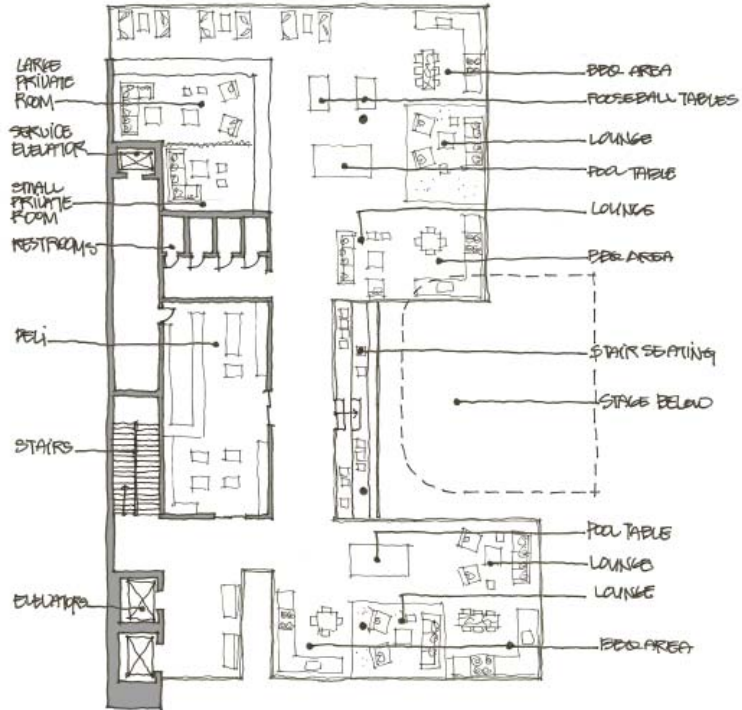 LARGE
PRIVATE
ROOM
SERVICE
ELEVATOR
SMALL
PRIVATE
ROOM
RESTROOMS
DELI
STAIRS
ELEVATORS
BBQ AREA
FOOSEBALL TABLES
LOUNGE
POOL TABLE
LOUNGE
BBQ AREA
STAIR SEATING
STAGE BELOW
POOL TABLE
LOUNGE
LOUNGE
BBQ AREA